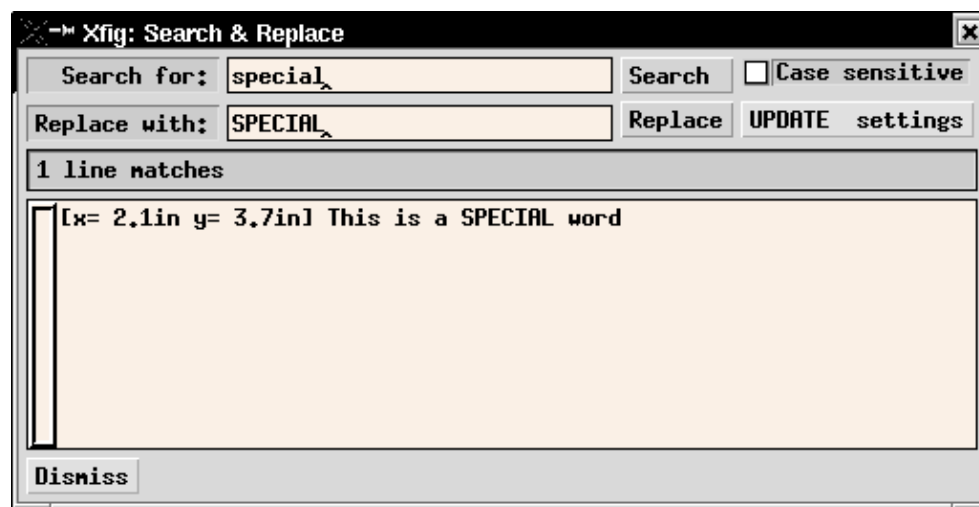 Xfig: Search & Replace
Search for: special Search Case sensitive
Replace with: SPECIAL Replace UPDATE settings
1 line matches
[x= 2.1in y= 3.7in] This is a SPECIAL word
Dismiss